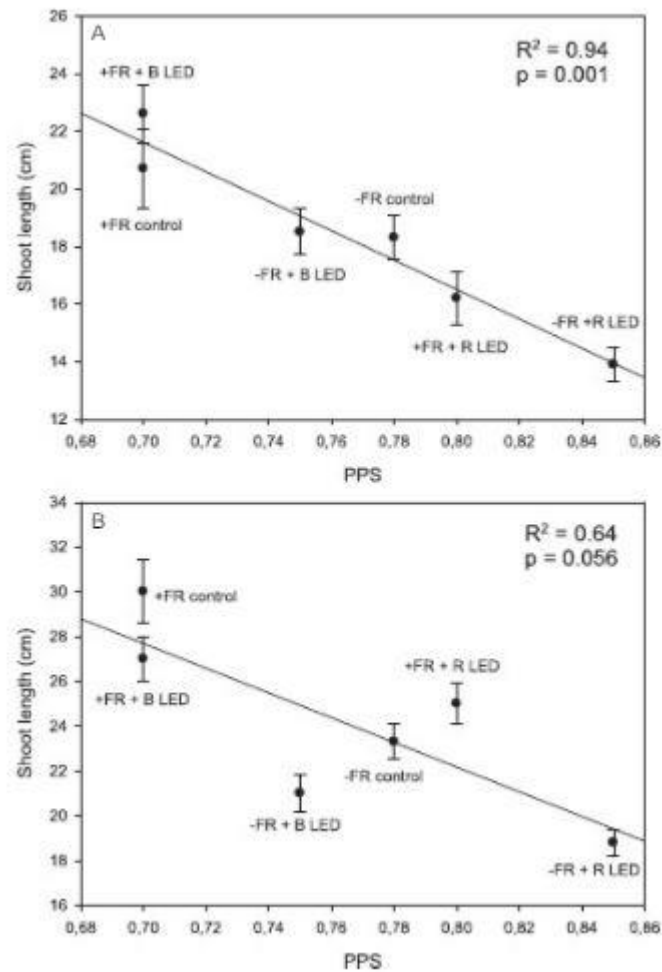 A
R² = 0.94
p = 0.001
26
24
22
20
18
16
14
12
Shoot length (cm)
+FR + B LED
+FR control
-FR + B LED
-FR control
+FR + R LED
-FR +R LED
0,68 0,70 0,72 0,74 0,76 0,78 0,80 0,82 0,84 0,86
PPS
B
R² = 0.64
p = 0.056
34
32
30
28
26
24
22
20
18
16
Shoot length (cm)
+FR control
+FR + B LED
+FR + R LED
-FR control
-FR + B LED
-FR + R LED
0,68 0,70 0,72 0,74 0,76 0,78 0,80 0,82 0,84 0,86
PPS